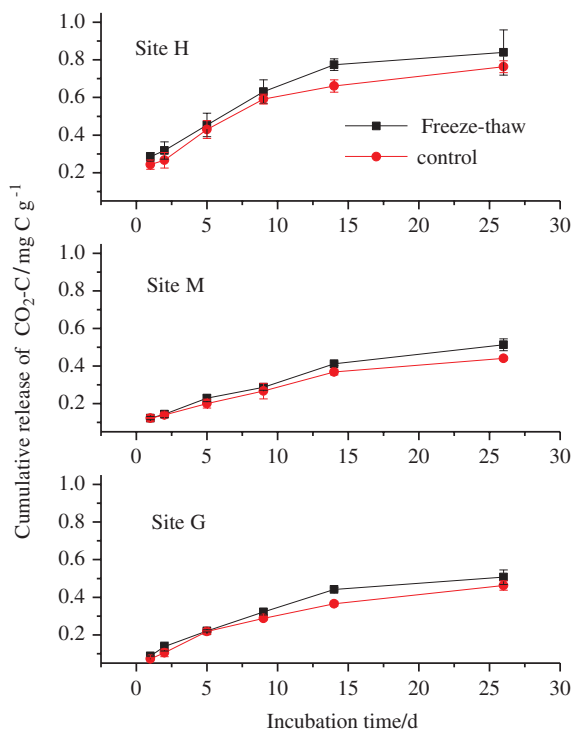 Cumulative release of CO₂-C/mg C g⁻¹
1.0
0.8
0.6
0.4
0.2
Site H
Freeze-thaw
control
0 5 10 15 20 25 30
1.0
0.8
0.6
0.4
0.2
Site M
0 5 10 15 20 25 30
1.0
0.8
0.6
0.4
0.2
Site G
0 5 10 15 20 25 30
Incubation time/d